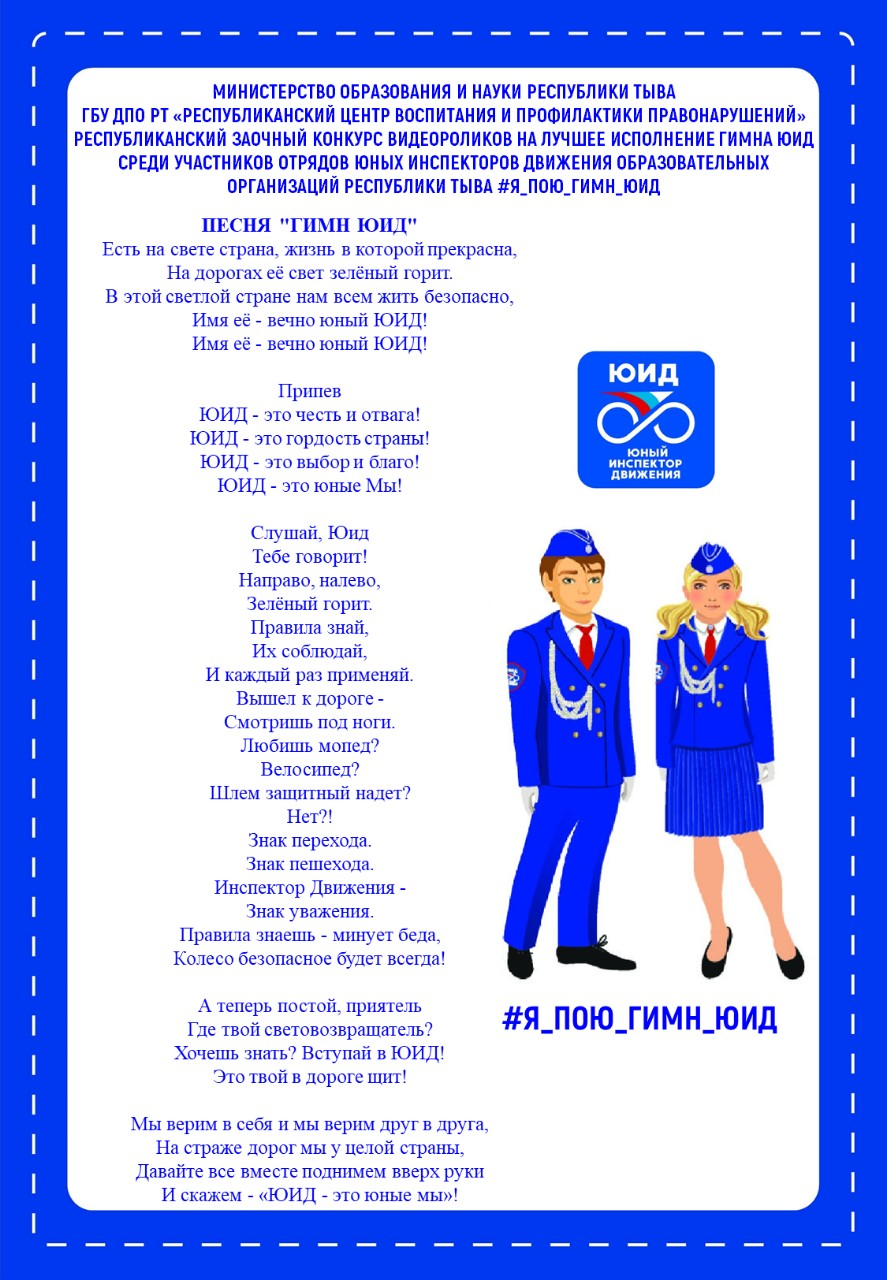 МИНИСТЕРСТВО ОБРАЗОВАНИЯ И НАУКИ РЕСПУБЛИКИ ТЫВА
ГБУ ДПО РТ «РЕСПУБЛИКАНСКИЙ ЦЕНТР ВОСПИТАНИЯ И ПРОФИЛАКТИКИ ПРАВОНАРУШЕНИЙ»
РЕСПУБЛИКАНСКИЙ ЗАОЧНЫЙ КОНКУРС ВИДЕОРОЛИКОВ НА ЛУЧШЕЕ ИСПОЛНЕНИЕ ГИМНА ЮИД
СРЕДИ УЧАСТНИКОВ ОТРЯДОВ ЮНЫХ ИНСПЕКТОРОВ ДВИЖЕНИЯ ОБРАЗОВАТЕЛЬНЫХ
ОРГАНИЗАЦИЙ РЕСПУБЛИКИ ТЫВА #Я_ПОЮ_ГИМН_ЮИД
ПЕСНЯ "ГИМН ЮИД"
Есть на свете страна, жизнь в которой прекрасна,
На дорогах её свет зелёный горит.
В этой светлой стране нам всем жить безопасно,
Имя её - вечно юный ЮИД!
Имя её - вечно юный ЮИД!
Припев
ЮИД - это честь и отвага!
ЮИД - это гордость страны!
ЮИД - это выбор и благо!
ЮИД - это юные Мы!
Слушай, Юид
Тебе говорит!
Направо, налево,
Зелёный горит.
Правила знай,
Их соблюдай,
И каждый раз применяй.
Вышел к дороге -
Смотришь под ноги.
Любишь мопед?
Велосипед?
Шлем защитный надет?
Нет?!
Знак перехода.
Знак пешехода.
Инспектор Движения -
Знак уважения.
Правила знаешь - минует беда,
Колесо безопасное будет всегда!
А теперь постой, приятель
Где твой световозвращатель?
Хочешь знать? Вступай в ЮИД!
Это твой в дороге щит!
Мы верим в себя и мы верим друг в друга,
На страже дорог мы у целой страны,
Давайте все вместе поднимем вверх руки
И скажем - «ЮИД - это юные мы»!
ЮИД
ЮНЫЙ
ИНСПЕКТОР
ДВИЖЕНИЯ
#Я_ПОЮ_ГИМН_ЮИД